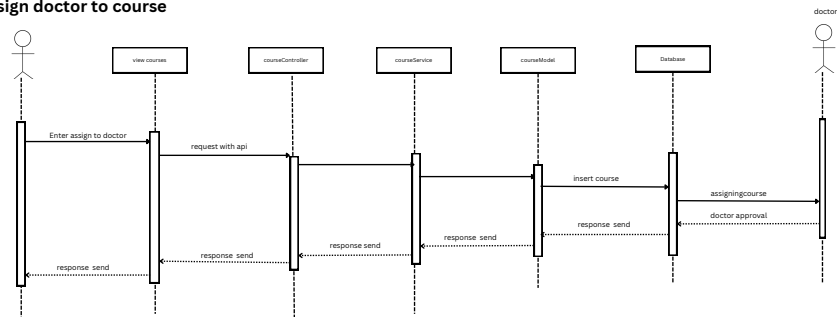 sign doctor to course
doctor
view courses
courseController
courseService
courseModel
Database
Enter assign to doctor
request with api
insert course
assigningcourse
doctor approval
response send
response send
response send
response send
response send